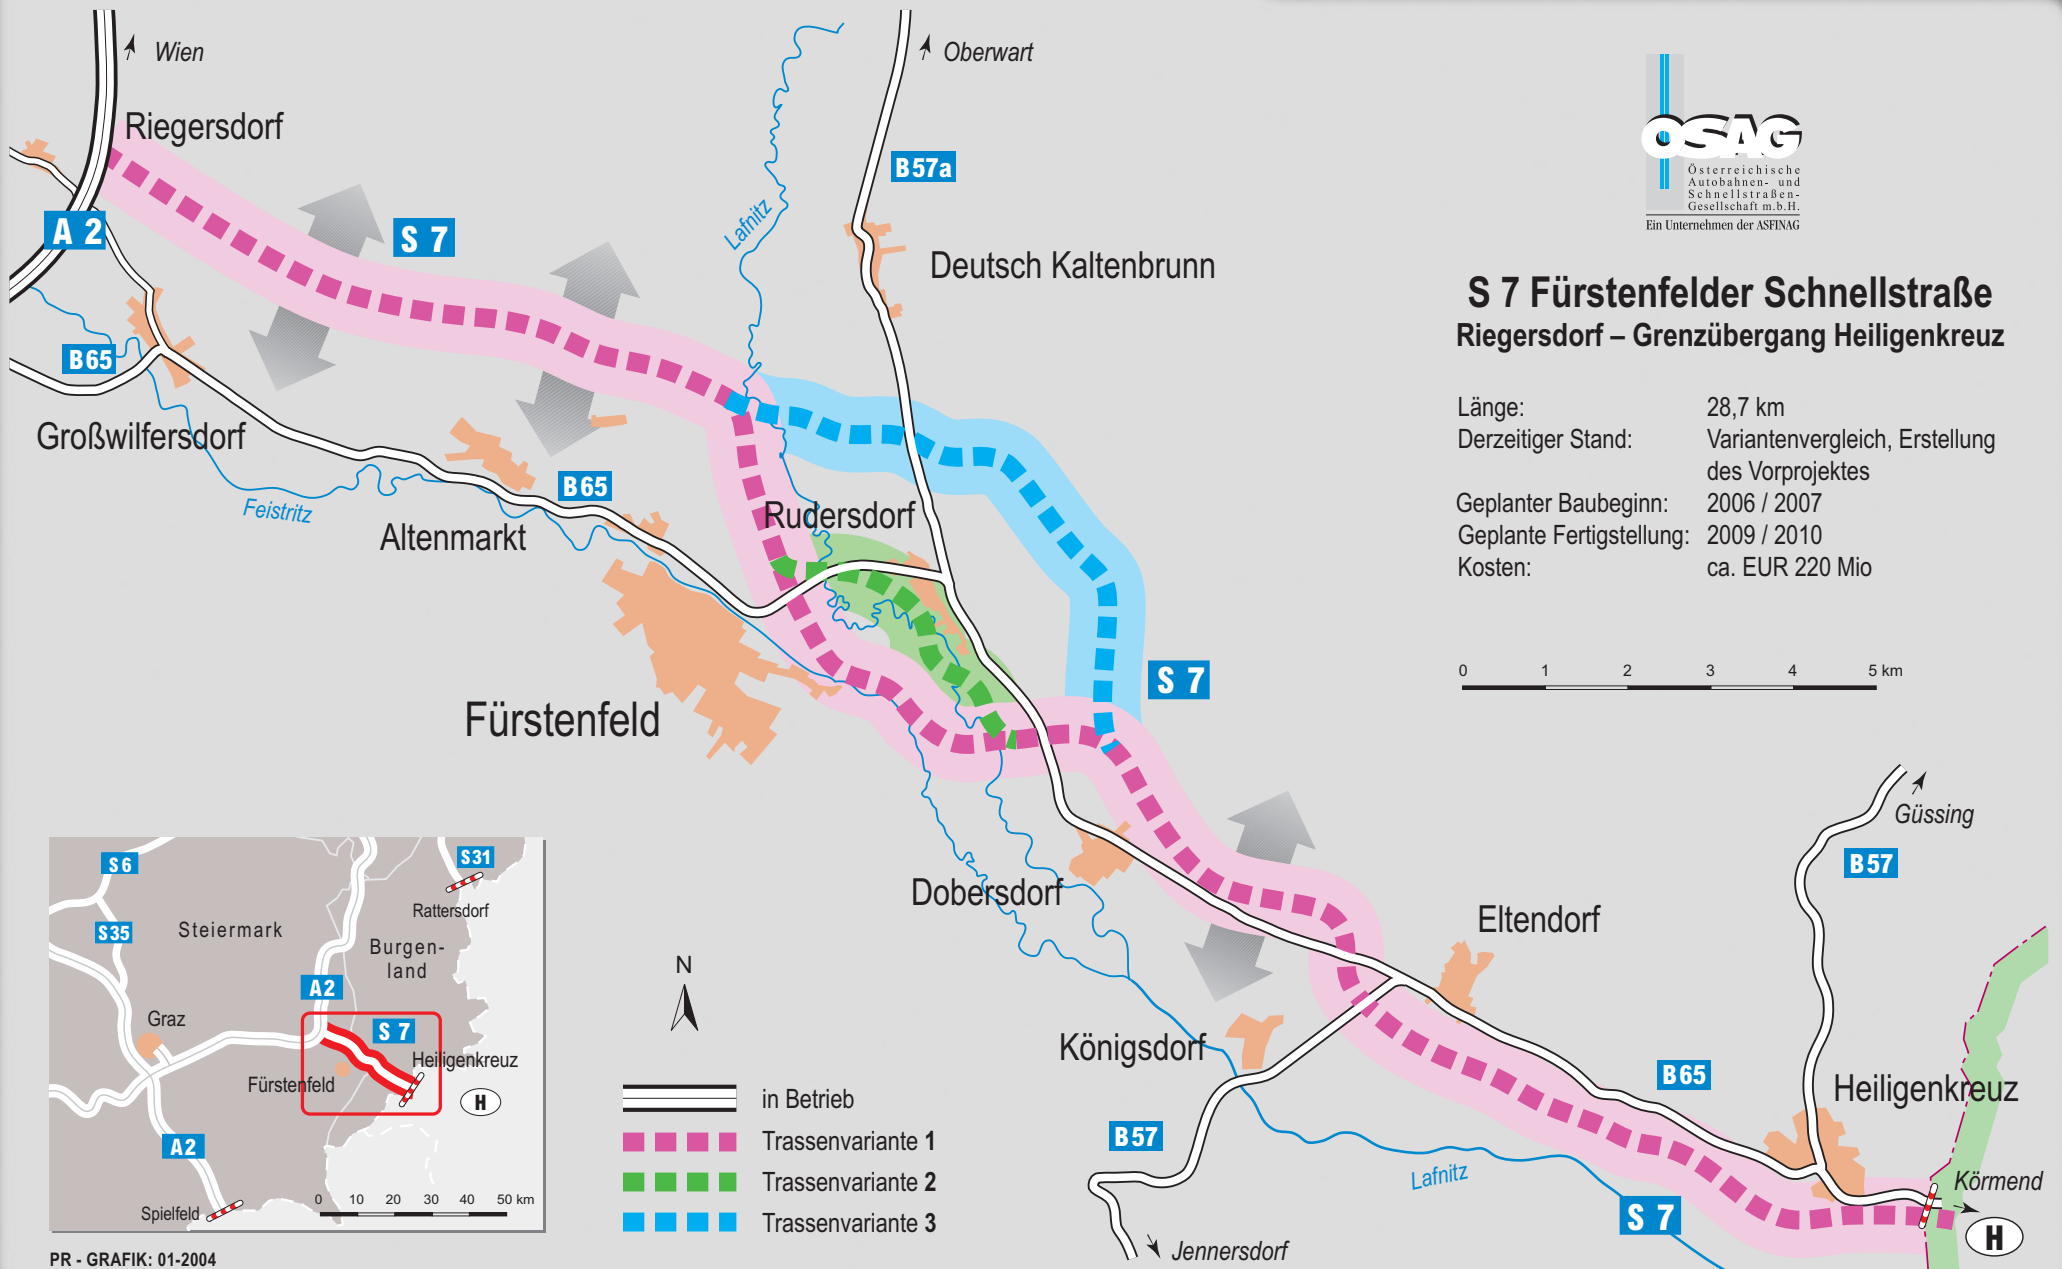 Wien
Oberwart
Riegersdorf
ÖSAG
Österreichische
Autobahnen- und
Schnellstraßen-
Gesellschaft m.b.H.
Ein Unternehmen der ASFINAG
B57a
A 2
S 7
Lafnitz
Deutsch Kaltenbrunn
S 7 Fürstenfelder Schnellstraße
Riegersdorf – Grenzübergang Heiligenkreuz
B65
Länge: 28,7 km
Derzeitiger Stand: Variantenvergleich, Erstellung
des Vorprojektes
Geplanter Baubeginn: 2006 / 2007
Geplante Fertigstellung: 2009 / 2010
Kosten: ca. EUR 220 Mio
Großwilfersdorf
B65
Feistritz
Rudersdorf
Altenmarkt
0 1 2 3 4 5 km
S 7
Fürstenfeld
Güssing
B57
Dobersdorf
Eltendorf
S6
S31
Rattersdorf
Steiermark
S35
Burgen-
land
A2
Graz
S 7
Heiligenkreuz
Fürstenfeld
H
A2
0 10 20 30 40 50 km
Spielfeld
N
Königsdorf
B65
Heiligenkreuz
in Betrieb
Trassenvariante 1
Trassenvariante 2
Trassenvariante 3
B57
Lafnitz
Körmend
S 7
H
Jennersdorf
PR - GRAFIK: 01-2004